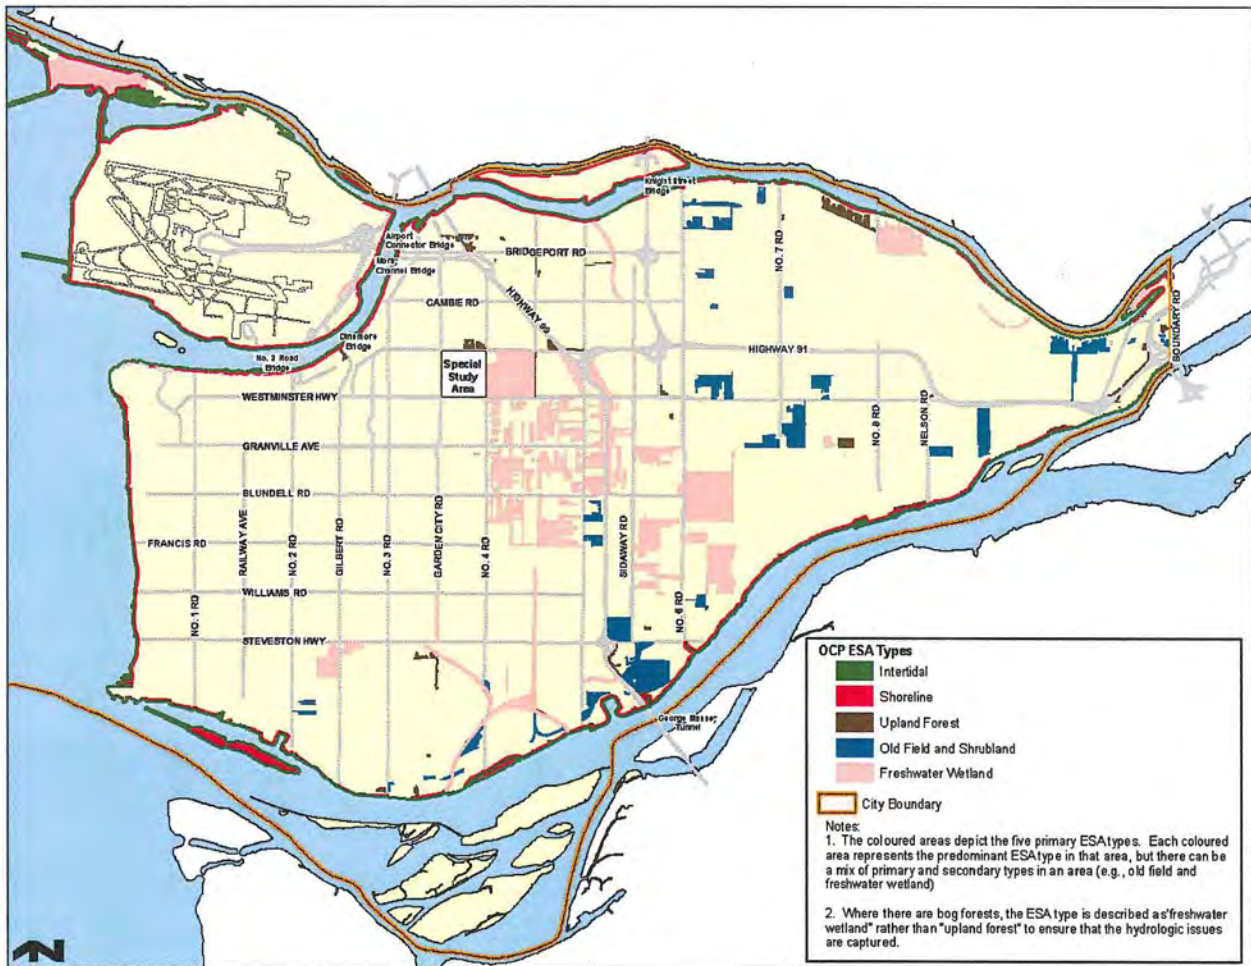 Knight Street
Bridge
Airport
Connector Bridge
Channel Bridge
BRIDGEPORT RD
NO. 7 RD
CAMBIE RD
HIGHWAY 99
BOUNDARY RD
Dinsmore
Bridge
No. 2 Road
Bridge
Special
Study
Area
HIGHWAY 91
WESTMINSTER HWY
GRANVILLE AVE
NO. 8 RD
NELSON RD
BLUNDELL RD
FRANCIS RD
RAILWAY AVE
NO. 2 RD
GILBERT RD
NO. 3 RD
GARDEN CITY RD
NO. 4 RD
SIDAWAY RD
WILLIAMS RD
NO. 1 RD
NO. 6 RD
STEVESTON HWY
George Massey
Tunnel
OCP ESA Types
Intertidal
Shoreline
Upland Forest
Old Field and Shrubland
Freshwater Wetland
City Boundary
Notes:
1. The coloured areas depict the five primary ESA types. Each coloured
area represents the predominant ESA type in that area, but there can be
a mix of primary and secondary types in an area (e.g., old field and
freshwater wetland)
2. Where there are bog forests, the ESA type is described as "freshwater
wetland" rather than "upland forest" to ensure that the hydrologic issues
are captured.
N